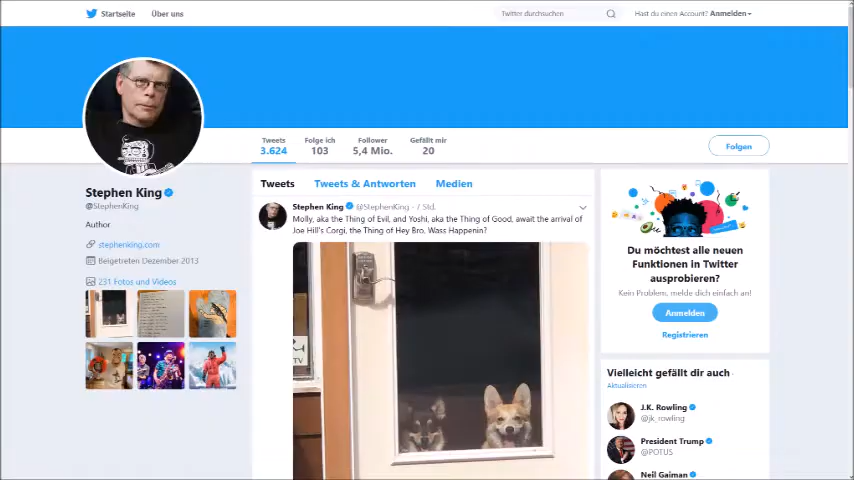 Startseite
Über uns
Twitter durchsuchen
Hast du einen Account? Anmelden
Tweets
3.624
Folge ich
103
Follower
5,4 Mio.
Gefällt mir
20
Folgen
Stephen King
@StephenKing
Author
stephenking.com
Beigetreten Dezember 2013
231 Fotos und Videos
Tweets
Tweets & Antworten
Medien
Stephen King @StephenKing · 7 Std.
Molly, aka the Thing of Evil, and Yoshi, aka the Thing of Good, await the arrival of
Joe Hill's Corgi, the Thing of Hey Bro, Wass Happenin?
TV
Du möchtest alle neuen
Funktionen in Twitter
ausprobieren?
Kein Problem, melde dich einfach an!
Anmelden
Registrieren
Vielleicht gefällt dir auch ·
Aktualisieren
J.K. Rowling
@jk_rowling
President Trump
@POTUS
Neil Gaiman